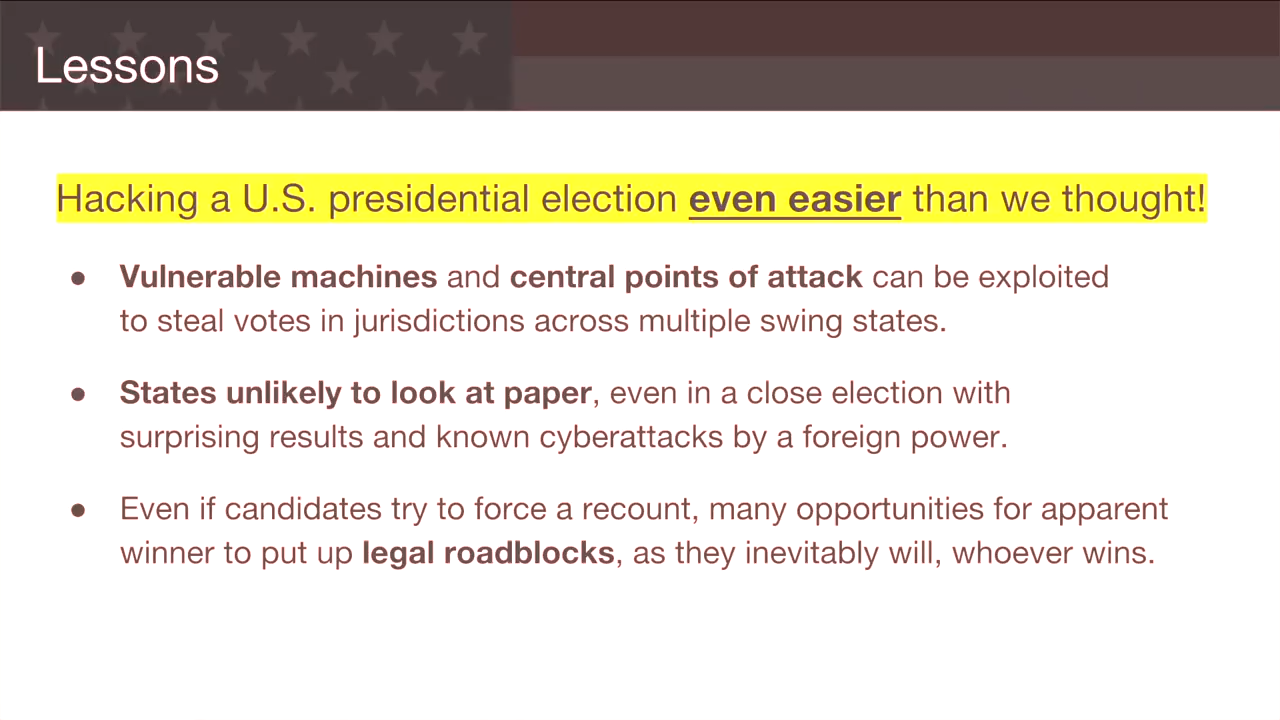 Lessons
Hacking a U.S. presidential election even easier than we thought!
● Vulnerable machines and central points of attack can be exploited
to steal votes in jurisdictions across multiple swing states.
● States unlikely to look at paper, even in a close election with
surprising results and known cyberattacks by a foreign power.
● Even if candidates try to force a recount, many opportunities for apparent
winner to put up legal roadblocks, as they inevitably will, whoever wins.